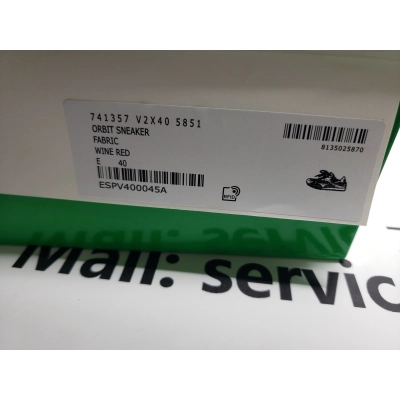 741357 V2X40 5851
ORBIT SNEAKER
FABRIC
WINE RED
E 40
ESPV400045A
RFID
8135025870
Mail: servic